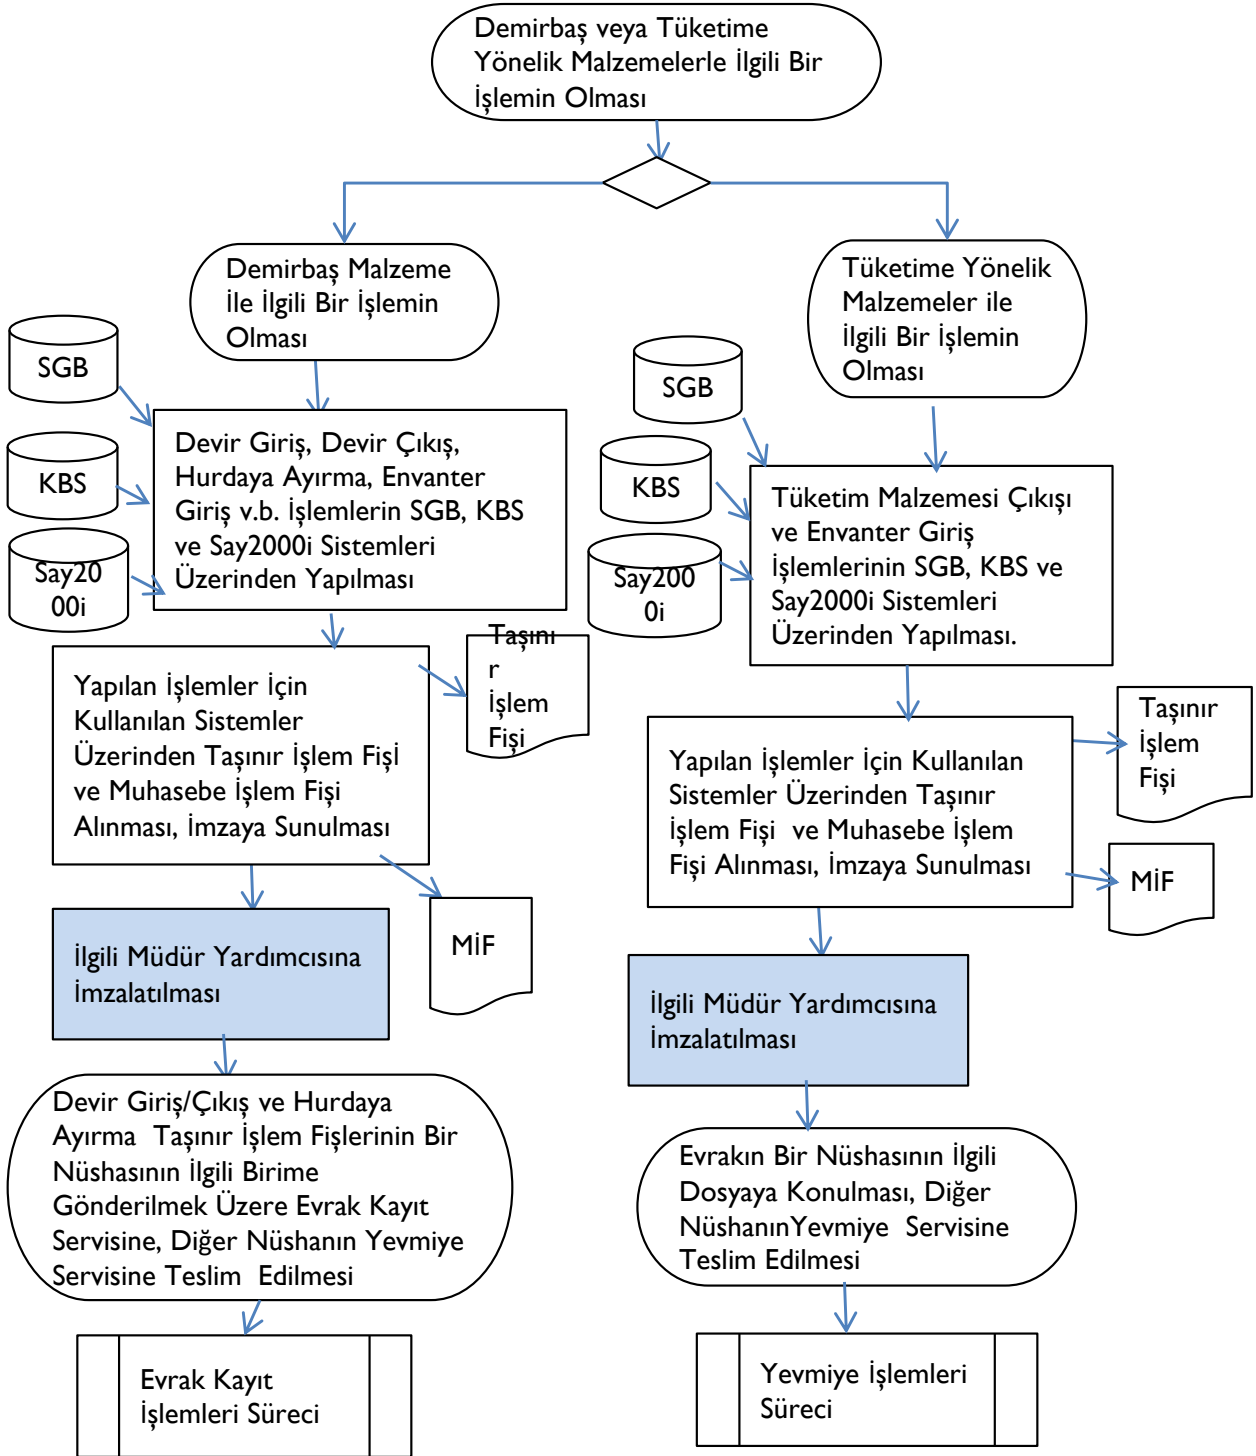 Demirbaş veya Tüketime
Yönelik Malzemelerle İlgili Bir
İşlemin Olması
Demirbaş Malzeme
İle İlgili Bir İşlemin
Olması
Tüketime Yönelik
Malzemeler ile
İlgili Bir İşlemin
Olması
SGB
KBS
Say20
00i
Devir Giriş, Devir Çıkış,
Hurdaya Ayırma, Envanter
Giriş v.b. İşlemlerin SGB, KBS
ve Say2000i Sistemleri
Üzerinden Yapılması
SGB
KBS
Say200
0i
Tüketim Malzemesi Çıkışı
ve Envanter Giriş
İşlemlerinin SGB, KBS ve
Say2000i Sistemleri
Üzerinden Yapılması.
Yapılan İşlemler İçin
Kullanılan Sistemler
Üzerinden Taşınır İşlem Fişİ
ve Muhasebe İşlem Fişi
Alınması, İmzaya Sunulması
Taşını
r
İşlem
Fişi
MİF
Yapılan İşlemler İçin Kullanılan
Sistemler Üzerinden Taşınır
İşlem Fişi  ve Muhasebe İşlem
Fişi Alınması, İmzaya Sunulması
Taşınır
İşlem
Fişi
MİF
İlgili Müdür Yardımcısına
İmzalatılması
İlgili Müdür Yardımcısına
İmzalatılması
Devir Giriş/Çıkış ve Hurdaya
Ayırma  Taşınır İşlem Fişlerinin Bir
Nüshasının İlgili Birime
Gönderilmek Üzere Evrak Kayıt
Servisine, Diğer Nüshanın Yevmiye
Servisine Teslim  Edilmesi
Evrakın Bir Nüshasının İlgili
Dosyaya Konulması, Diğer
NüshanınYevmiye  Servisine
Teslim Edilmesi
Evrak Kayıt
İşlemleri Süreci
Yevmiye İşlemleri
Süreci